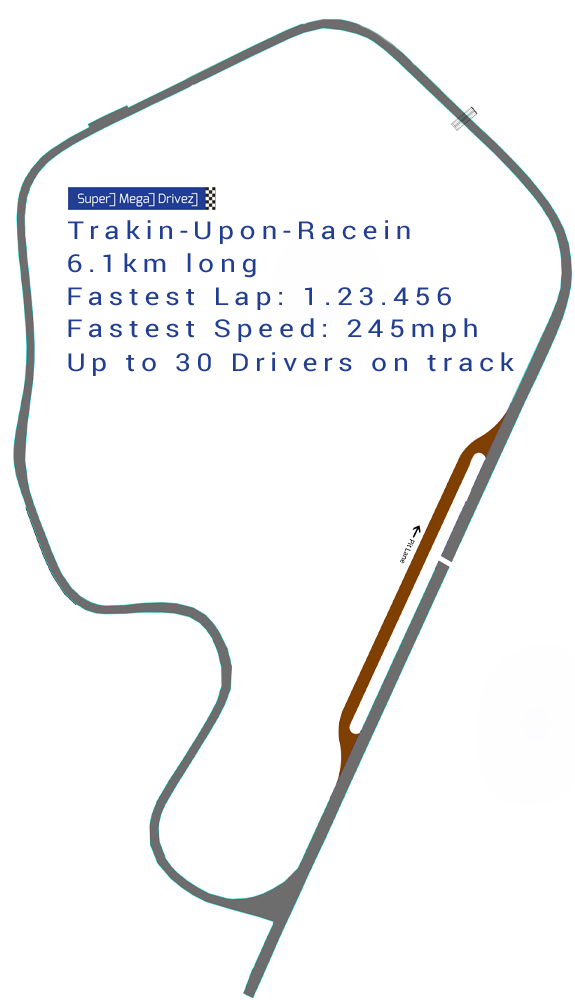 Super] Mega] Drivez]
Trakin-Upon-Racein
6.1km long
Fastest Lap: 1.23.456
Fastest Speed: 245mph
Up to 30 Drivers on track
Pit Lane